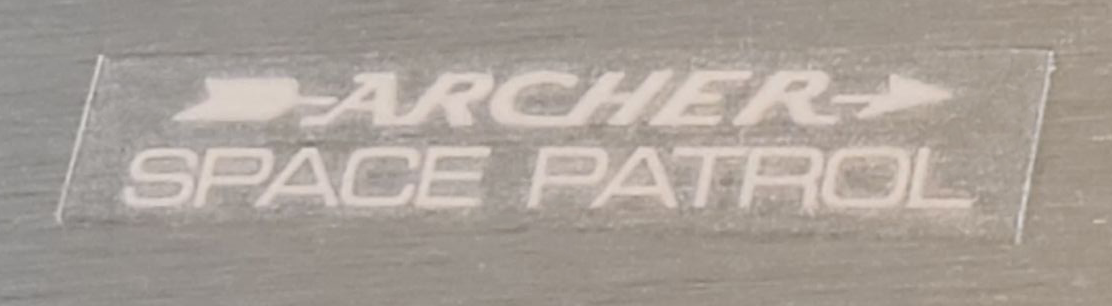 ARCHER
SPACE PATROL